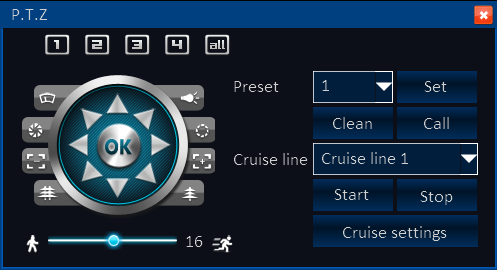 P.T.Z
1 2 3 4 all
Preset 1 Set
Clean Call
OK
Cruise line Cruise line 1
Start Stop
16
Cruise settings